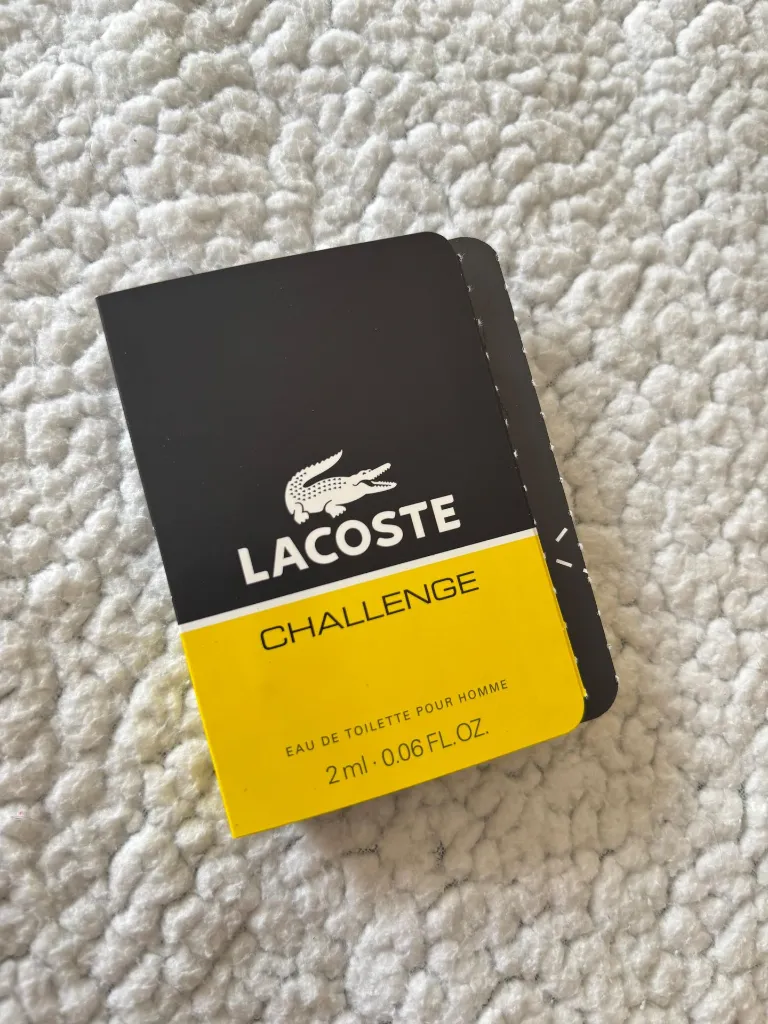 LACOSTE
CHALLENGE
EAU DE TOILETTE POUR HOMME
2 ml · 0.06 FL.OZ.